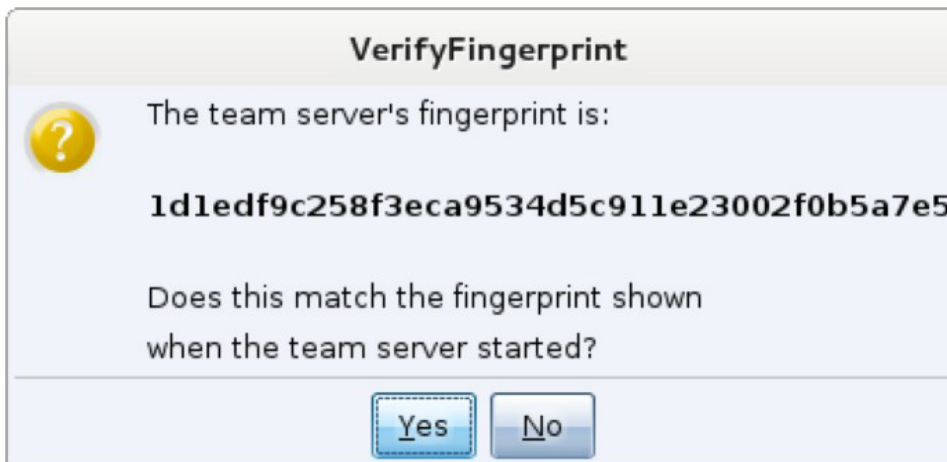 VerifyFingerprint
?
The team server's fingerprint is:
1d1edf9c258f3eca9534d5c911e23002f0b5a7e5
Does this match the fingerprint shown
when the team server started?
Yes No